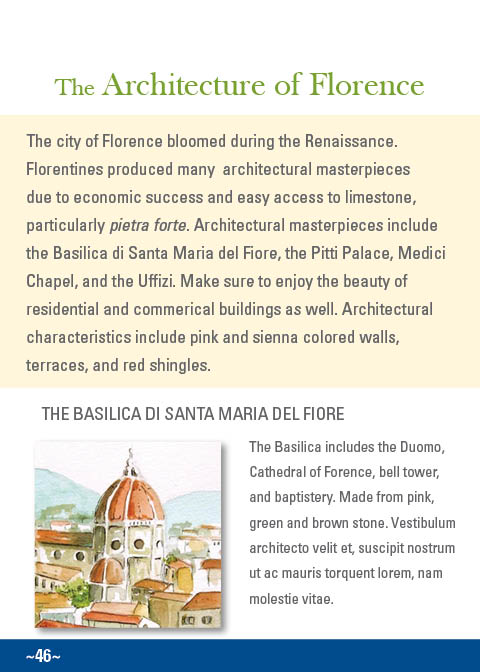 The Architecture of Florence
The city of Florence bloomed during the Renaissance.
Florentines produced many  architectural masterpieces
due to economic success and easy access to limestone,
particularly pietra forte. Architectural masterpieces include
the Basilica di Santa Maria del Fiore, the Pitti Palace, Medici
Chapel, and the Uffizi. Make sure to enjoy the beauty of
residential and commerical buildings as well. Architectural
characteristics include pink and sienna colored walls,
terraces, and red shingles.
THE BASILICA DI SANTA MARIA DEL FIORE
The Basilica includes the Duomo,
Cathedral of Forence, bell tower,
and baptistery. Made from pink,
green and brown stone. Vestibulum
architecto velit et, suscipit nostrum
ut ac mauris torquent lorem, nam
molestie vitae.
~46~